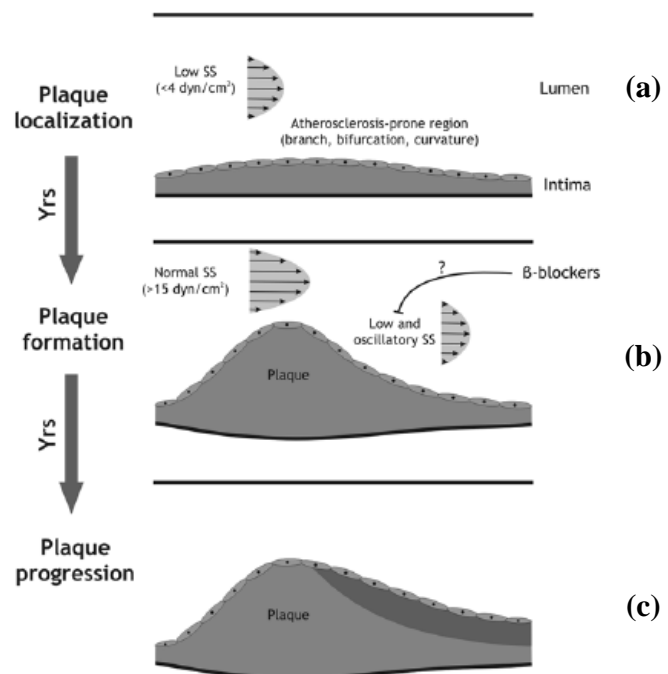 Low SS
(<4 dyn/cm²)
Lumen
(a)
Plaque
localization
Atherosclerosis-prone region
(branch, bifurcation, curvature)
Intima
Yrs
Normal SS
(>15 dyn/cm²)
?
β-blockers
Plaque
formation
Low and
oscillatory SS
(b)
Plaque
Yrs
Plaque
progression
Plaque
(c)